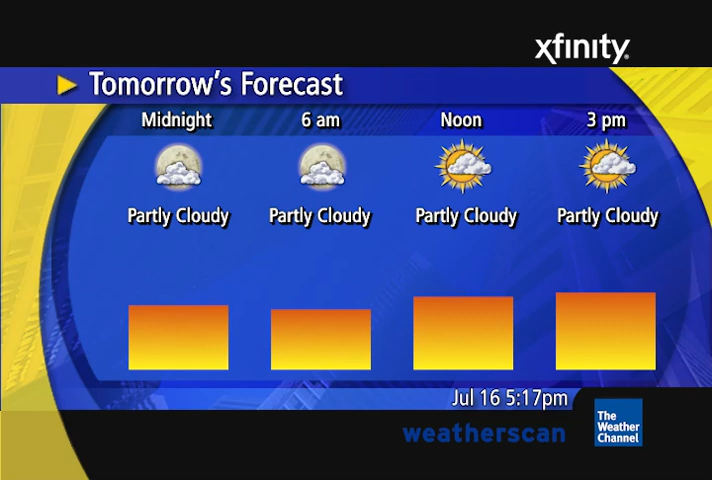 xfinity®
Tomorrow's Forecast
Midnight 6 am Noon 3 pm
Partly Cloudy Partly Cloudy Partly Cloudy Partly Cloudy
Jul 16 5:17pm
weatherscan
The
Weather
Channel